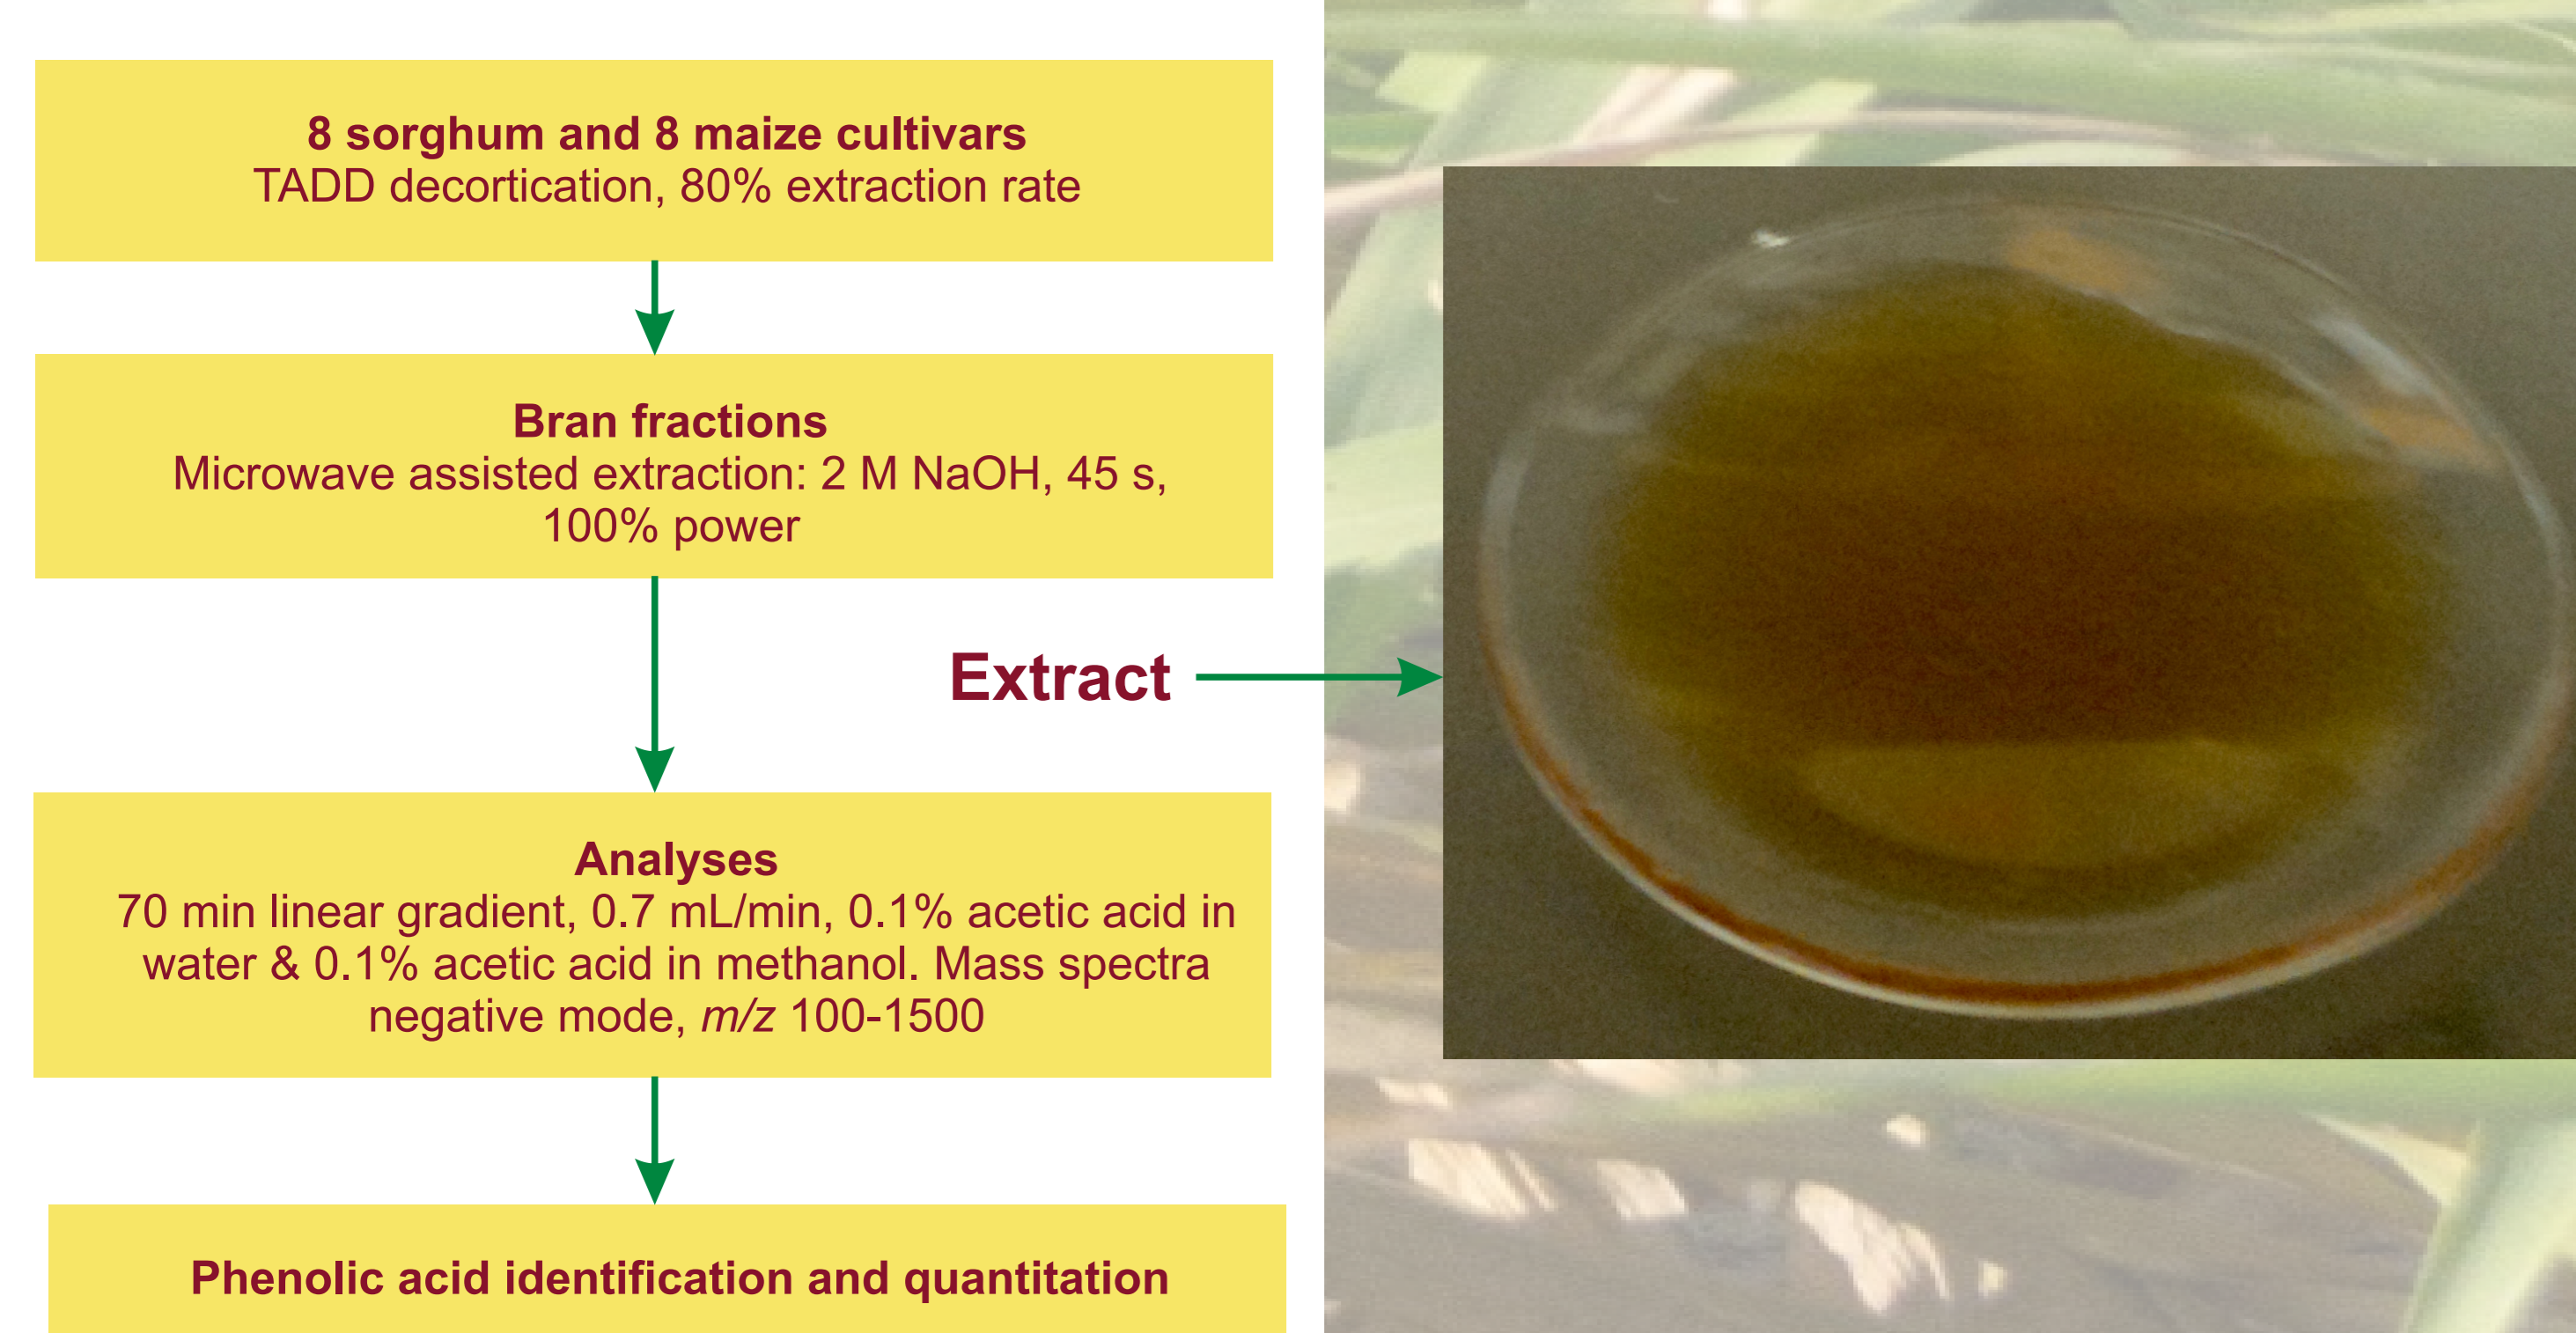 8 sorghum and 8 maize cultivars
TADD decortication, 80% extraction rate
Bran fractions
Microwave assisted extraction: 2 M NaOH, 45 s,
100% power
Extract
Analyses
70 min linear gradient, 0.7 mL/min, 0.1% acetic acid in
water & 0.1% acetic acid in methanol. Mass spectra
negative mode, m/z 100-1500
Phenolic acid identification and quantitation